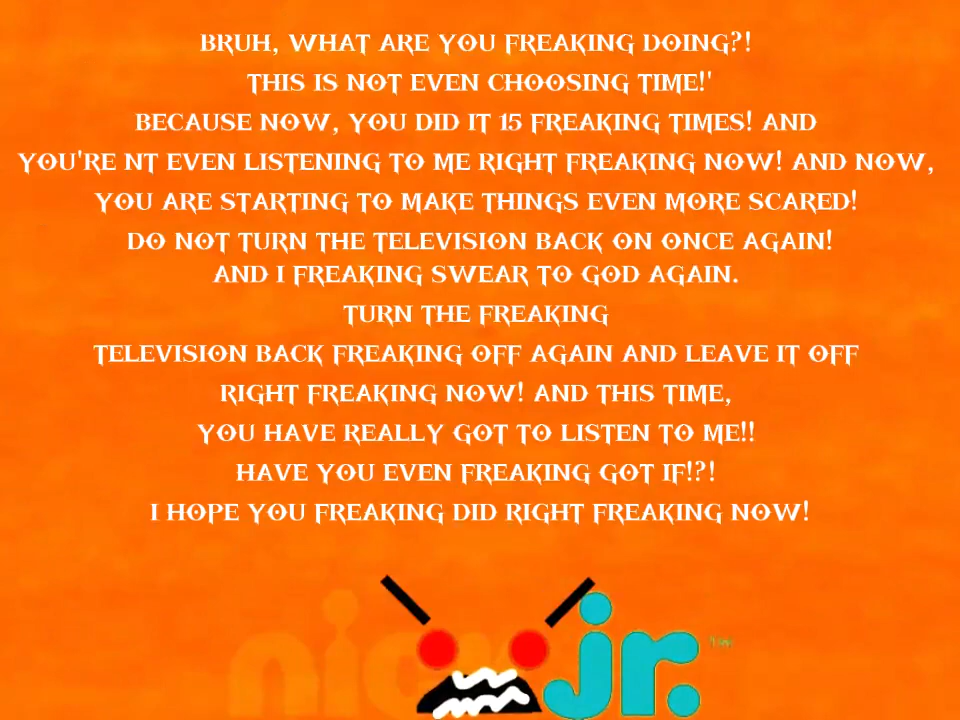 BRUH, WHAT ARE YOU FREAKING DOING?!
THIS IS NOT EVEN CHOOSING TIME!'
BECAUSE NOW, YOU DID IT 15 FREAKING TIMES! AND
YOU'RE NT EVEN LISTENING TO ME RIGHT FREAKING NOW! AND NOW,
YOU ARE STARTING TO MAKE THINGS EVEN MORE SCARED!
DO NOT TURN THE TELEVISION BACK ON ONCE AGAIN!
AND I FREAKING SWEAR TO GOD AGAIN.
TURN THE FREAKING
TELEVISION BACK FREAKING OFF AGAIN AND LEAVE IT OFF
RIGHT FREAKING NOW! AND THIS TIME,
YOU HAVE REALLY GOT TO LISTEN TO ME!!
HAVE YOU EVEN FREAKING GOT IF!?!
I HOPE YOU FREAKING DID RIGHT FREAKING NOW!
nick jr.